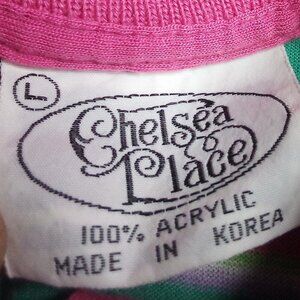 L
Chelsea
Place
100% ACRYLIC
MADE IN KOREA